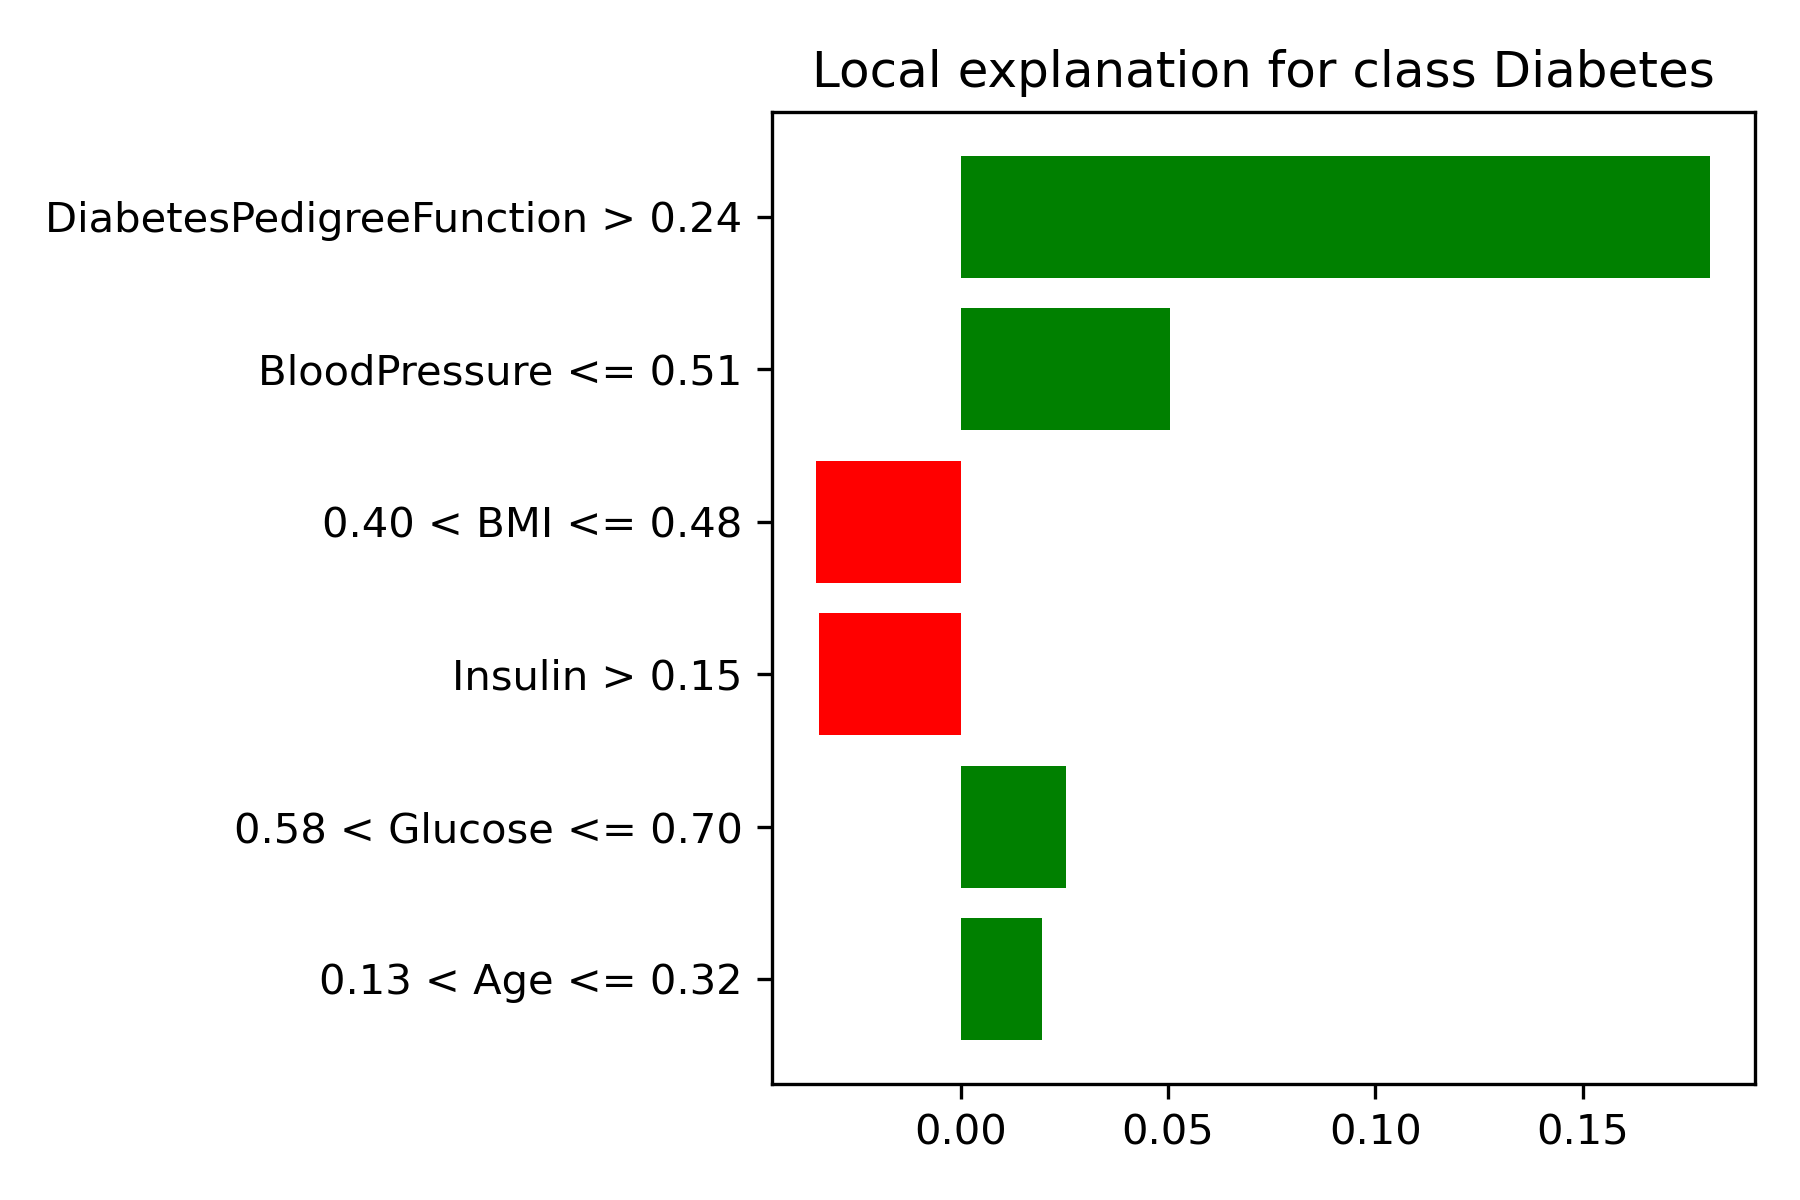 Local explanation for class Diabetes
DiabetesPedigreeFunction > 0.24
BloodPressure <= 0.51
0.40 < BMI <= 0.48
Insulin > 0.15
0.58 < Glucose <= 0.70
0.13 < Age <= 0.32
0.00 0.05 0.10 0.15